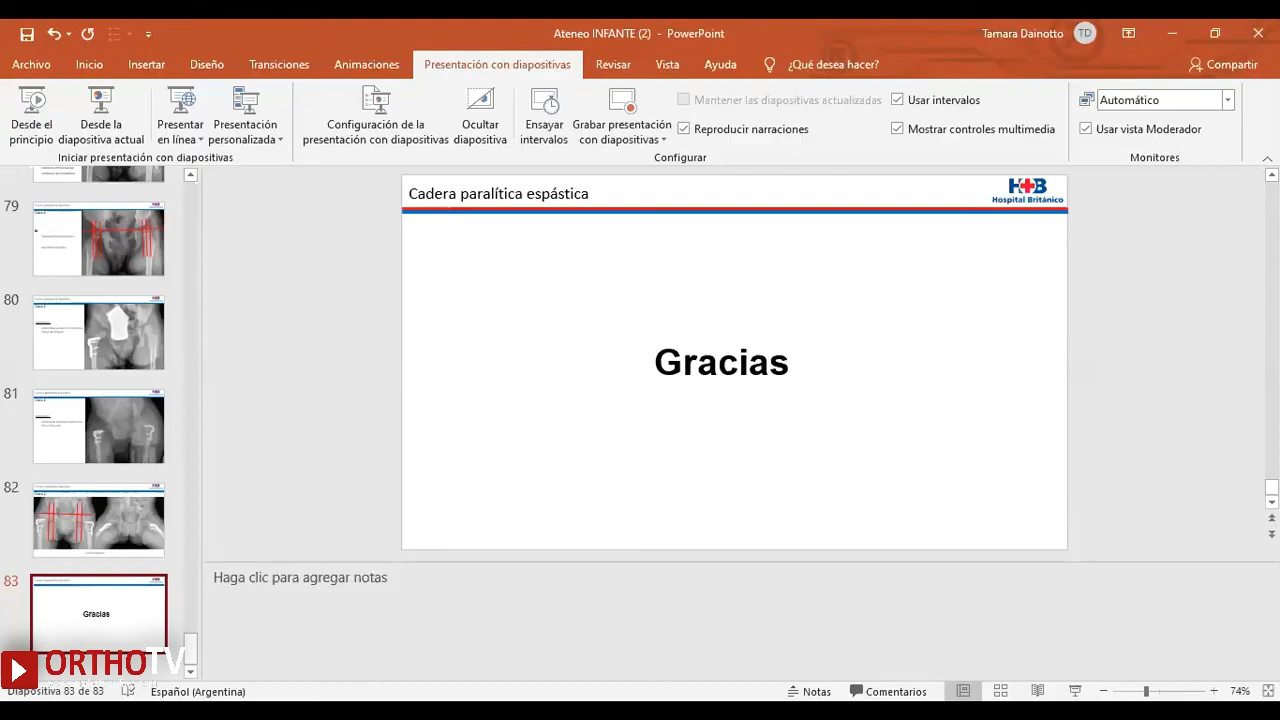 Ateneo INFANTE (2) - PowerPoint
Tamara Dainotto
TD
Archivo
Inicio
Insertar
Diseño
Transiciones
Animaciones
Presentación con diapositivas
Revisar
Vista
Ayuda
¿Qué desea hacer?
Compartir
Desde el principio
Desde la diapositiva actual
Presentar en línea
Presentación personalizada
Configuración de la presentación con diapositivas
Ocultar diapositiva
Ensayar intervalos
Grabar presentación con diapositivas
Mantener las diapositivas actualizadas
Reproducir narraciones
Usar intervalos
Mostrar controles multimedia
Automático
Usar vista Moderador
Iniciar presentación con diapositivas
Configurar
Monitores
79
80
81
82
83
Gracias
Cadera paralítica espástica
HB
Hospital Británico
Gracias
Haga clic para agregar notas
ORTHOTV
Diapositiva 83 de 83
Español (Argentina)
Notas
Comentarios
74%